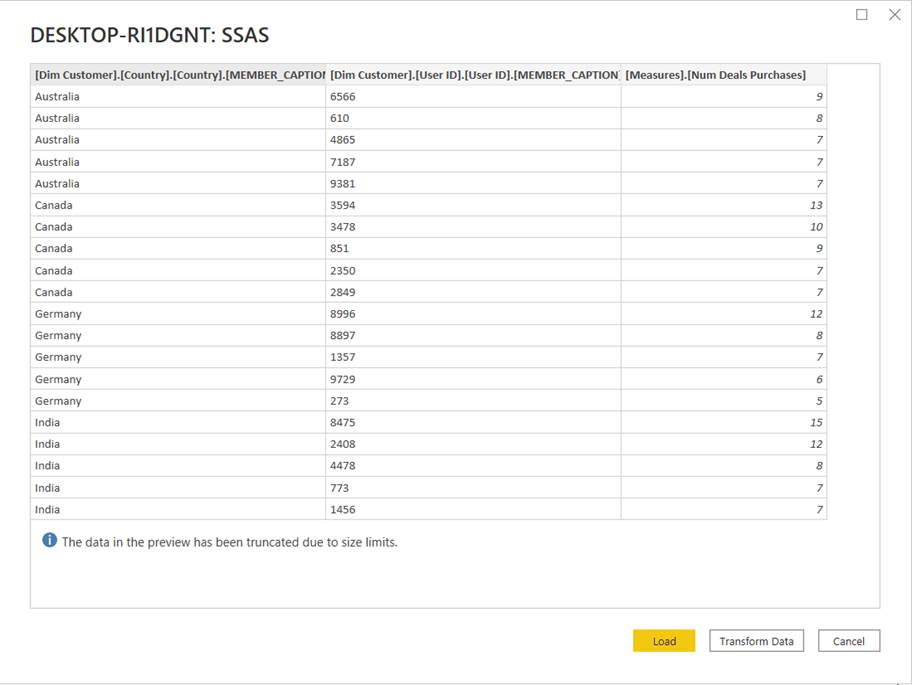 DESKTOP-RI1DGNT: SSAS
[Dim Customer].[Country].[Country].[MEMBER_CAPTION [Dim Customer].[User ID].[User ID].[MEMBER_CAPTION] [Measures].[Num Deals Purchases]
Australia 6566 9
Australia 610 8
Australia 4865 7
Australia 7187 7
Australia 9381 7
Canada 3594 13
Canada 3478 10
Canada 851 9
Canada 2350 7
Canada 2849 7
Germany 8996 12
Germany 8897 8
Germany 1357 7
Germany 9729 6
Germany 273 5
India 8475 15
India 2408 12
India 4478 8
India 773 7
India 1456 7
The data in the preview has been truncated due to size limits.
Load Transform Data Cancel